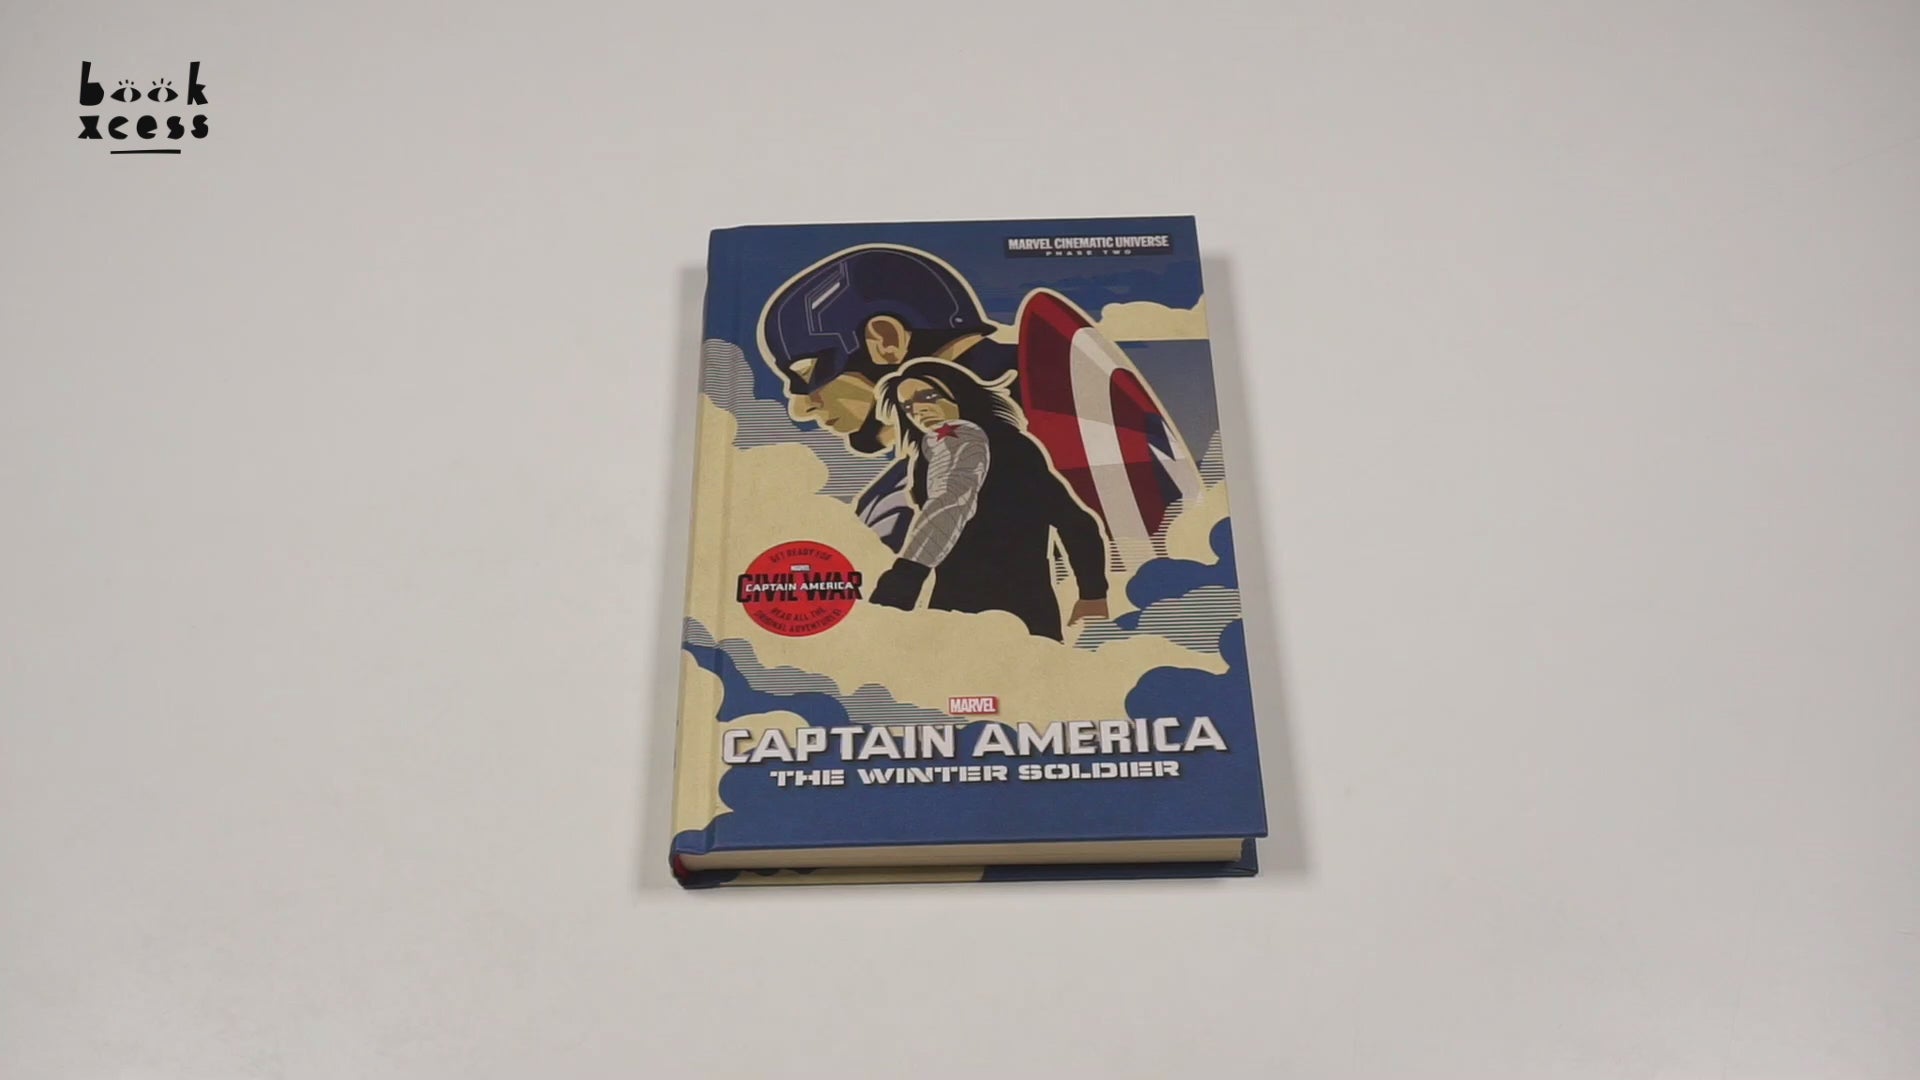 book
xcess
MARVEL CINEMATIC UNIVERSE
PHASE TWO
GET READY FOR
MARVEL
CIVIL WAR
CAPTAIN AMERICA
READ ALL THE
ORIGINAL ADVENTURES!
MARVEL
CAPTAIN AMERICA
THE WINTER SOLDIER